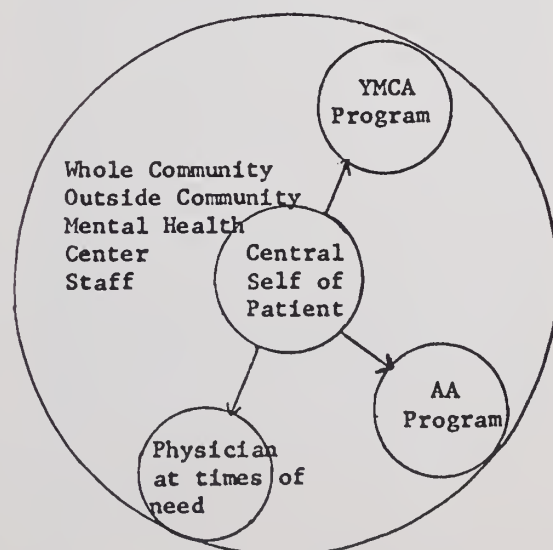 YMCA
Program
Whole Community
Outside Community
Mental Health
Center
Staff
Central
Self of
Patient
AA
Program
Physician
at times of
need